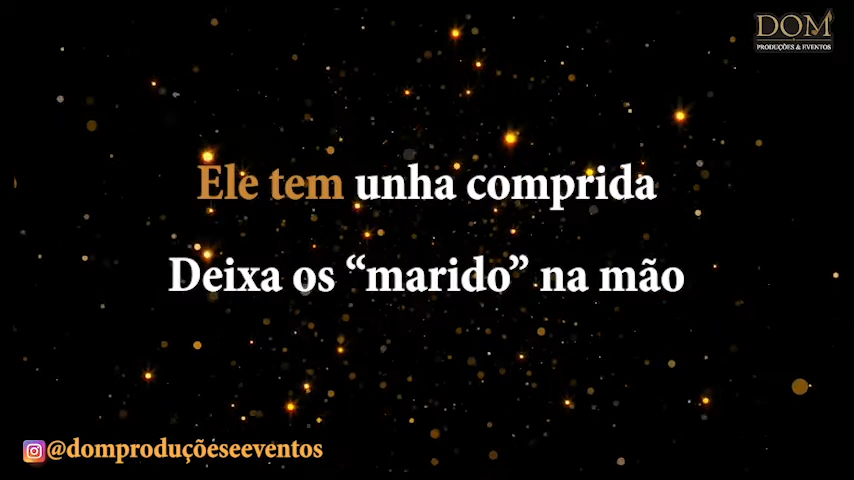 DOM
PRODUÇÕES & EVENTOS
Ele tem unha comprida
Deixa os “marido” na mão
@domproduçõeseeventos